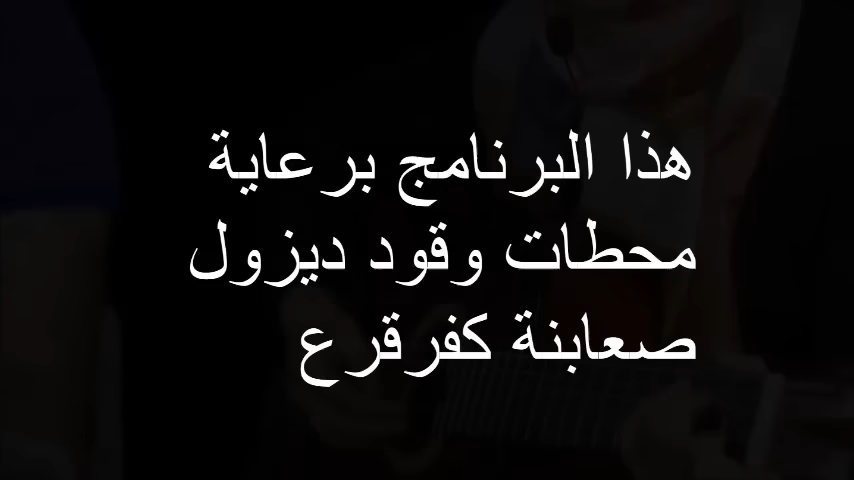 هذا البرنامج برعاية
محطات وقود ديزول
صعابنة كفرقرع